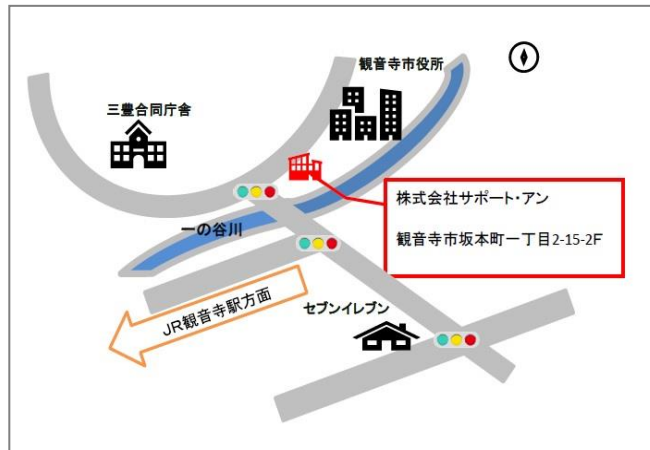 観音寺市役所
三豊合同庁舎
株式会社サポート・アン
観音寺市坂本町一丁目2-15-2F
一の谷川
JR観音寺駅方面
セブンイレブン